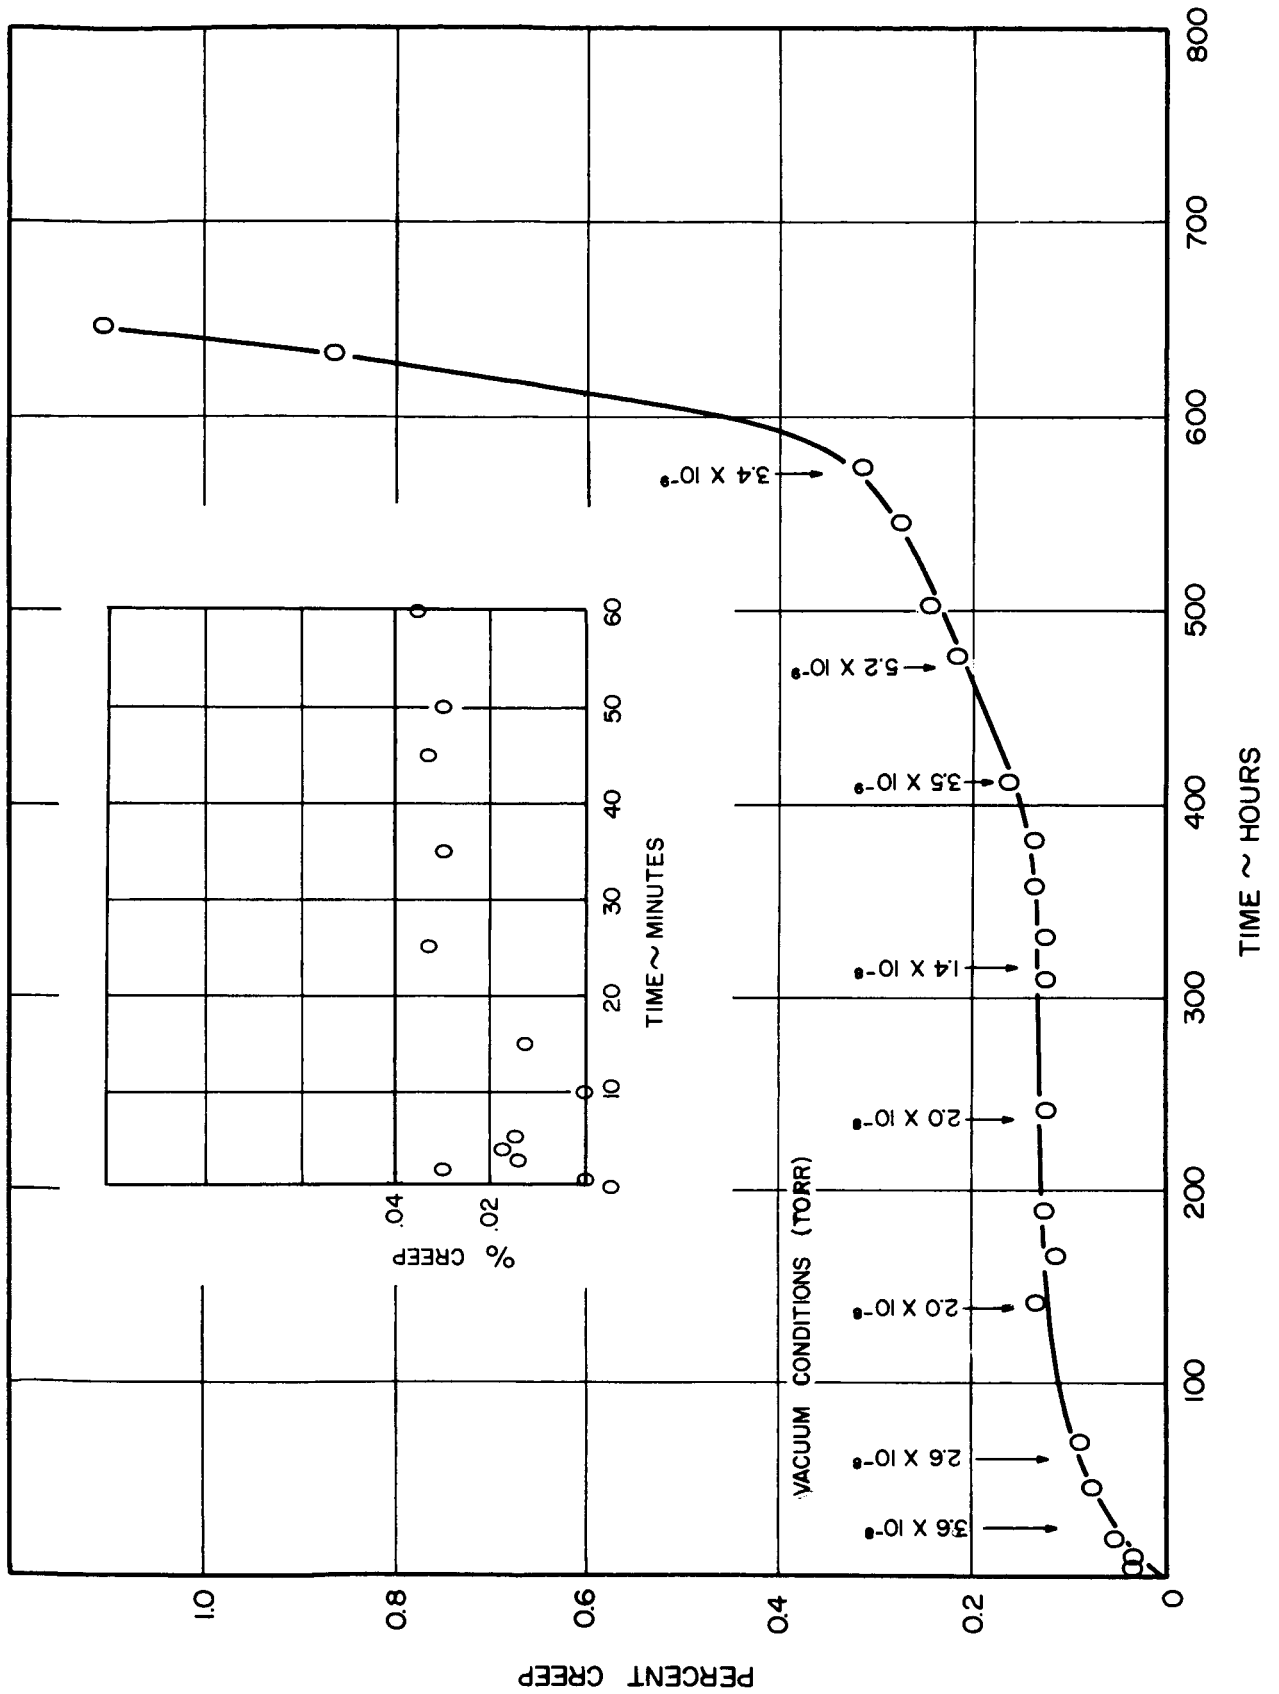 PERCENT CREEP
1.0
0.8
0.6
0.4
0.2
0
% CREEP
.04
.02
0 10 20 30 40 50 60
TIME ~ MINUTES
VACUUM CONDITIONS (TORR)
3.6 X 10⁻⁸
2.6 X 10⁻⁸
2.0 X 10⁻⁸
2.0 X 10⁻⁸
1.4 X 10⁻⁸
3.5 X 10⁻⁹
5.2 X 10⁻⁹
3.4 X 10⁻⁹
100 200 300 400 500 600 700 800
TIME ~ HOURS